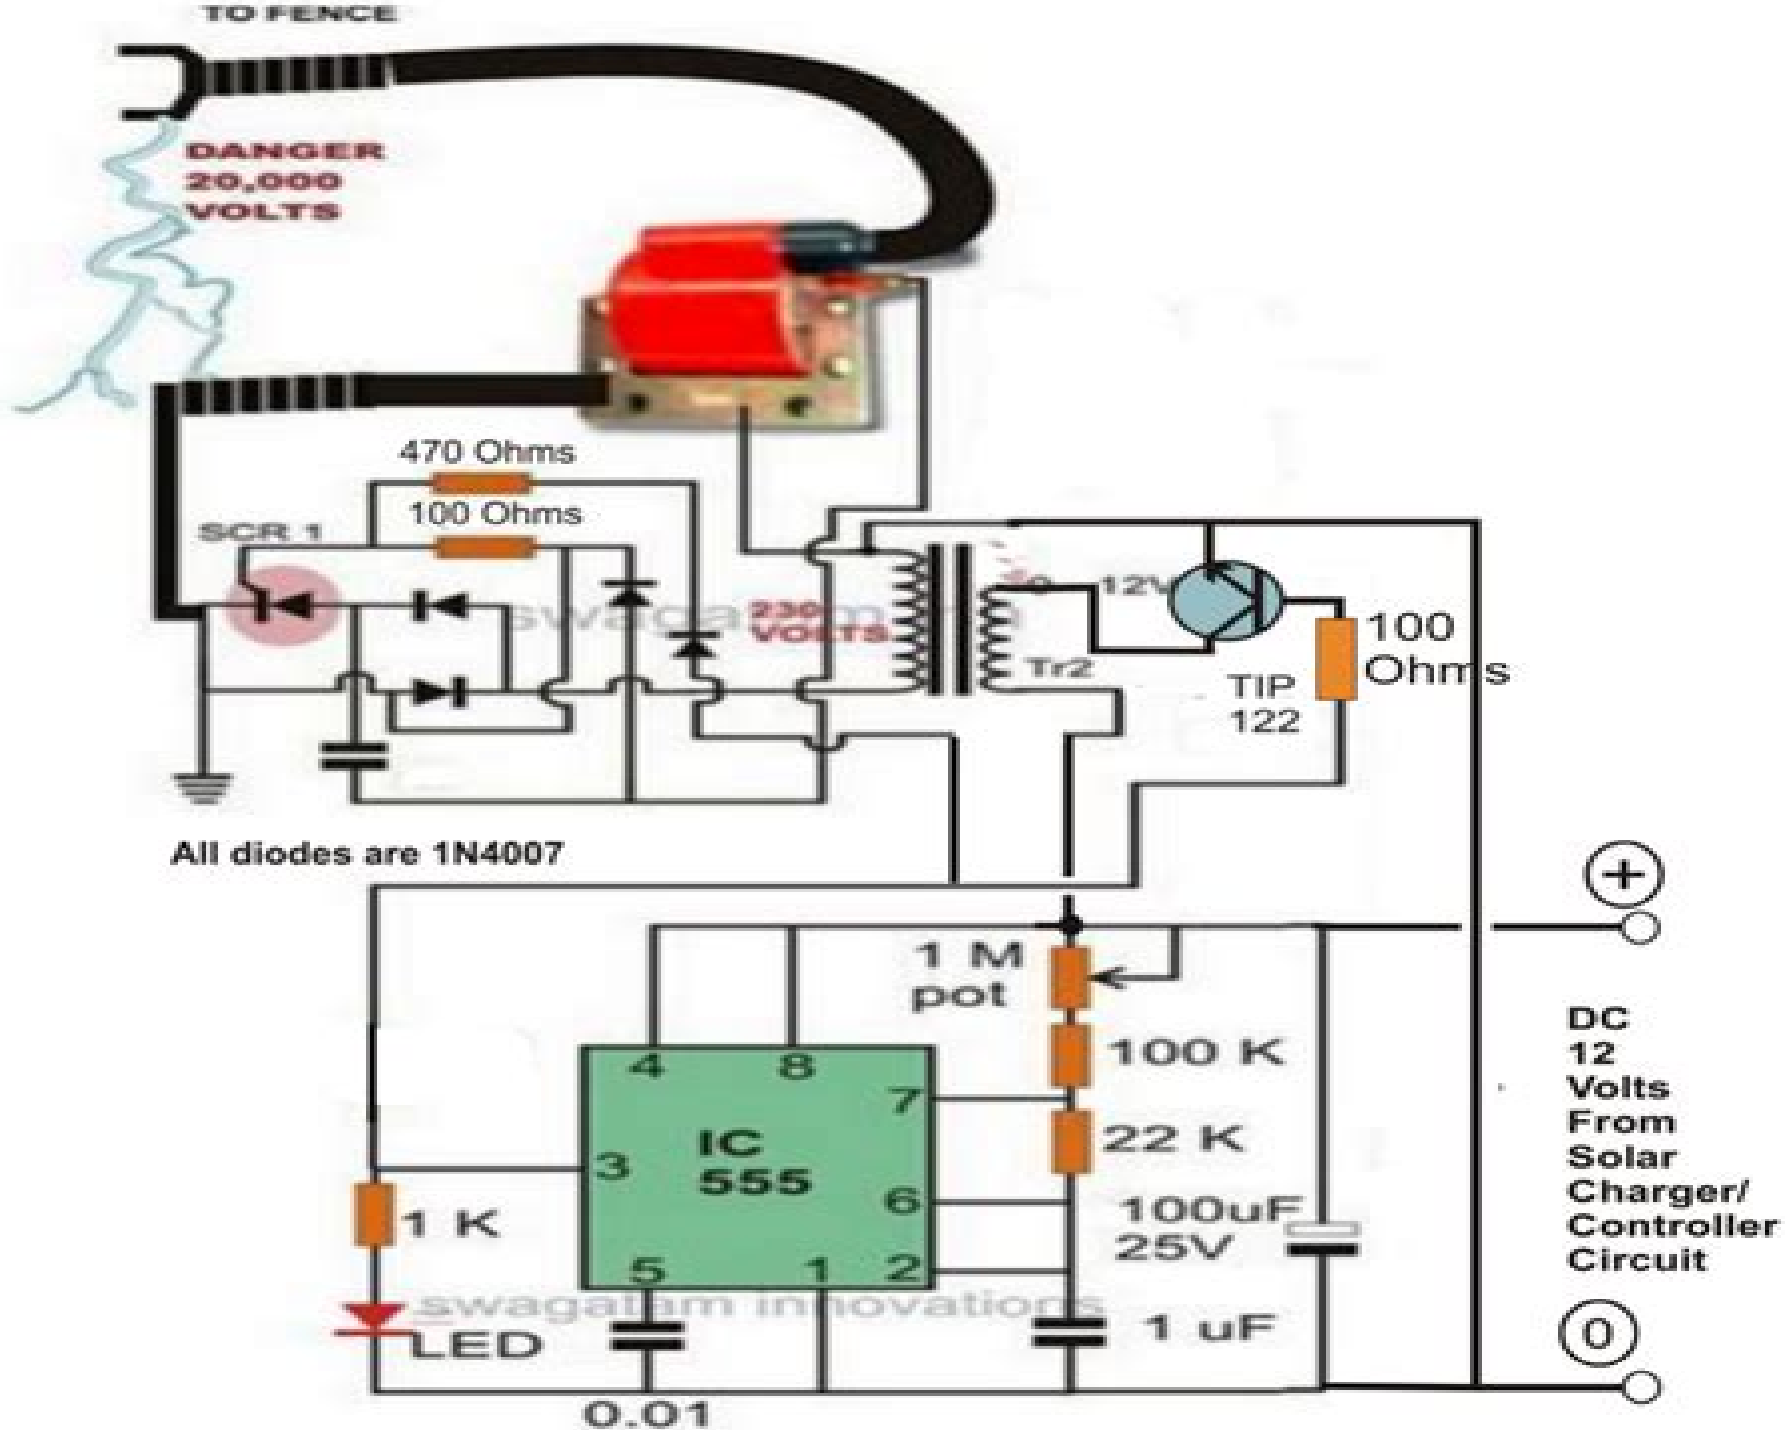 TO FENCE
DANGER
20,000
VOLTS
470 Ohms
100 Ohms
SCR 1
230
VOLTS
12V
100
Ohms
Tr2
TIP
122
All diodes are 1N4007
+
1 M
pot
DC
12
Volts
From
Solar
Charger/
Controller
Circuit
4
8
100 K
7
IC
555
22 K
3
6
100uF
25V
1 K
5
1
2
swagatam innovations
LED
1 uF
0
0.01